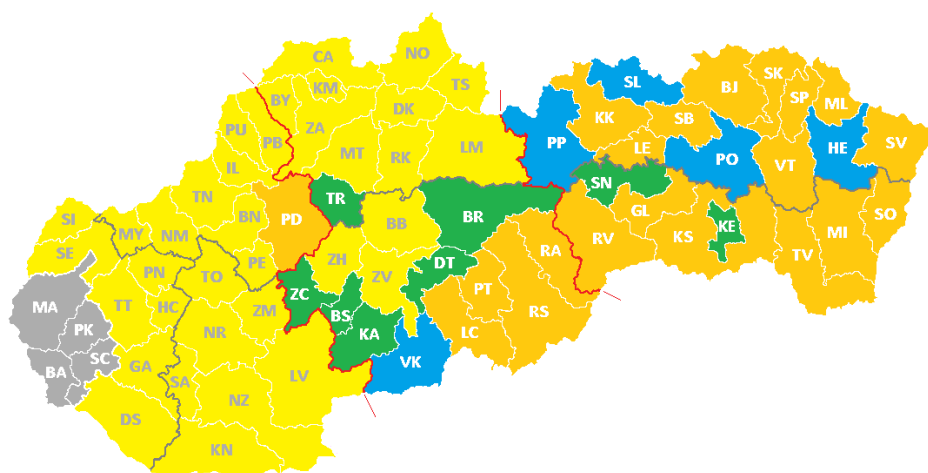 NO
CA
TS
KM
BY
DK
PU
ZA
PB
MT
RK
LM
IL
TN
BN
PD
TR
BB
BR
SI
MY
NM
SE
PE
ZH
ZV
DT
PN
TO
TT
HC
ZM
ZC
BS
KA
MA
PK
NR
SC
GA
BA
SA
LV
VK
DS
NZ
KN
SL
BJ
SK
SP
ML
KK
SB
PP
LE
PO
VT
HE
SV
SN
GL
KE
SO
RV
KS
TV
MI
RA
PT
RS
LC